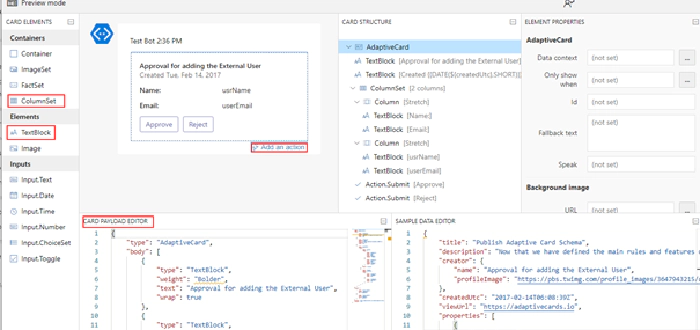 Preview mode
CARD ELEMENTS
Containers
Container
ImageSet
FactSet
ColumnSet
Elements
TextBlock
Image
Inputs
Input.Text
Input.Date
Input.Time
Input.Number
Input.ChoiceSet
Input.Toggle
Test Bot 2:36 PM
Approval for adding the External User
Created Tue, Feb 14, 2017
Name: usrName
Email: userEmail
Approve Reject
Add an action
CARD STRUCTURE
AdaptiveCard
TextBlock [Approval for adding the External User]
TextBlock [Created {{DATE(${createdUtc},SHORT)}}
ColumnSet [2 columns]
Column [Stretch]
TextBlock [Name:]
TextBlock [Email:]
Column [Stretch]
TextBlock [usrName]
TextBlock [userEmail]
Action.Submit [Approve]
Action.Submit [Reject]
ELEMENT PROPERTIES
AdaptiveCard
Data context (not set) ...
Only show when (not set) ...
Id (not set)
Fallback text (not set)
Speak (not set)
Background image
URL (not set)
CARD PAYLOAD EDITOR
1 {
2 "type": "AdaptiveCard",
3 "body": [
4 {
5 "type": "TextBlock",
6 "weight": "Bolder",
7 "text": "Approval for adding the External User",
8 "wrap": true
9 },
10 {
11 "type": "TextBlock",
SAMPLE DATA EDITOR
1 {
2 "title": "Publish Adaptive Card Schema",
3 "description": "Now that we have defined the main rules and features
4 "creator": {
5 "name": "Approval for adding the External User",
6 "profileImage": "https://pbs.twimg.com/profile_images/3647943215/
7 },
8 "createdUtc": "2017-02-14T06:08:39Z",
9 "viewUrl": "https://adaptivecards.io",
10 "properties": [
11 {